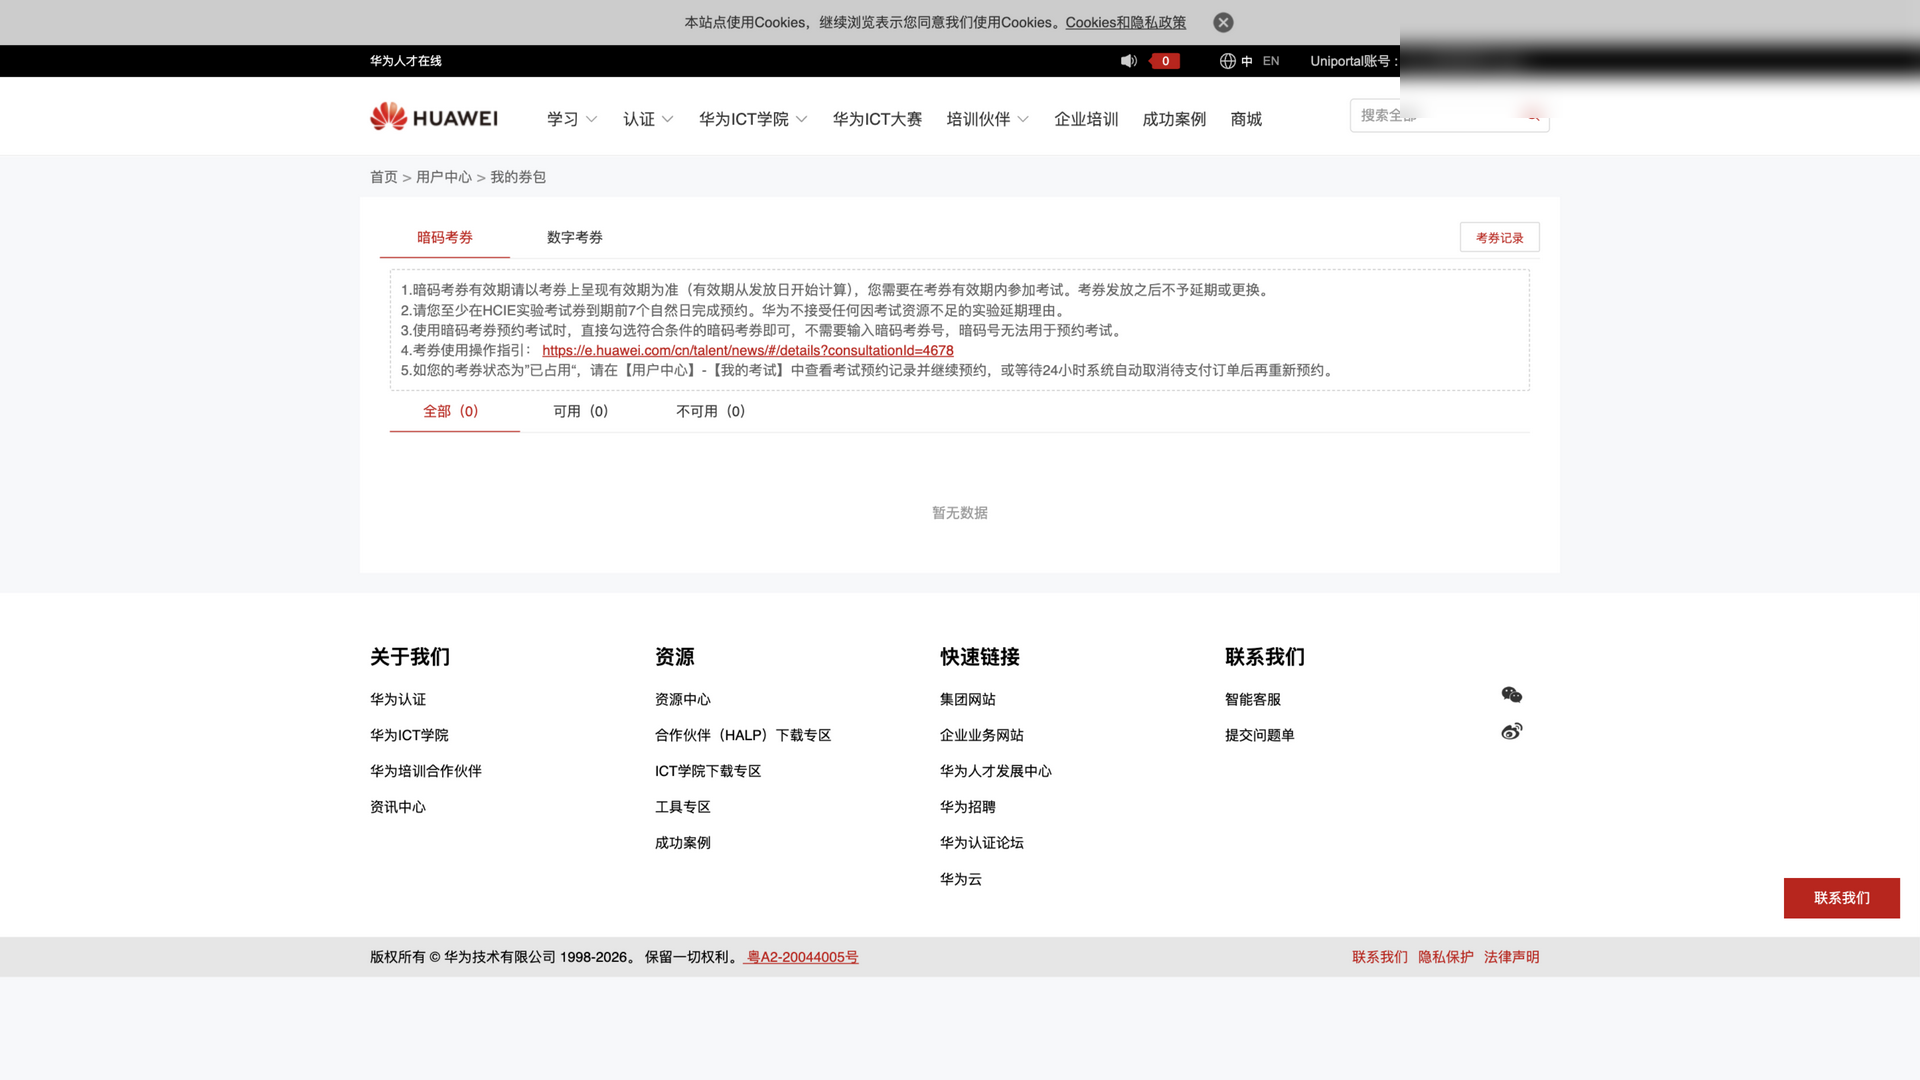 本站点使用Cookies，继续浏览表示您同意我们使用Cookies。Cookies和隐私政策
华为人才在线
0
中 EN
Uniportal账号 :
HUAWEI
学习
认证
华为ICT学院
华为ICT大赛
培训伙伴
企业培训
成功案例
商城
搜索全部
首页 > 用户中心 > 我的券包
暗码考券
数字考券
考券记录
1.暗码考券有效期请以考券上呈现有效期为准（有效期从发放日开始计算），您需要在考券有效期内参加考试。考券发放之后不予延期或更换。
2.请您至少在HCIE实验考试券到期前7个自然日完成预约。华为不接受任何因考试资源不足的实验延期理由。
3.使用暗码考券预约考试时，直接勾选符合条件的暗码考券即可，不需要输入暗码考券号，暗码号无法用于预约考试。
4.考券使用操作指引： https://e.huawei.com/cn/talent/news/#/details?consultationId=4678
5.如您的考券状态为"已占用“，请在【用户中心】-【我的考试】中查看考试预约记录并继续预约，或等待24小时系统自动取消待支付订单后再重新预约。
全部（0）
可用（0）
不可用（0）
暂无数据
关于我们
华为认证
华为ICT学院
华为培训合作伙伴
资讯中心
资源
资源中心
合作伙伴（HALP）下载专区
ICT学院下载专区
工具专区
成功案例
快速链接
集团网站
企业业务网站
华为人才发展中心
华为招聘
华为认证论坛
华为云
联系我们
智能客服
提交问题单
联系我们
版权所有 © 华为技术有限公司 1998-2026。 保留一切权利。 粤A2-20044005号
联系我们 隐私保护 法律声明